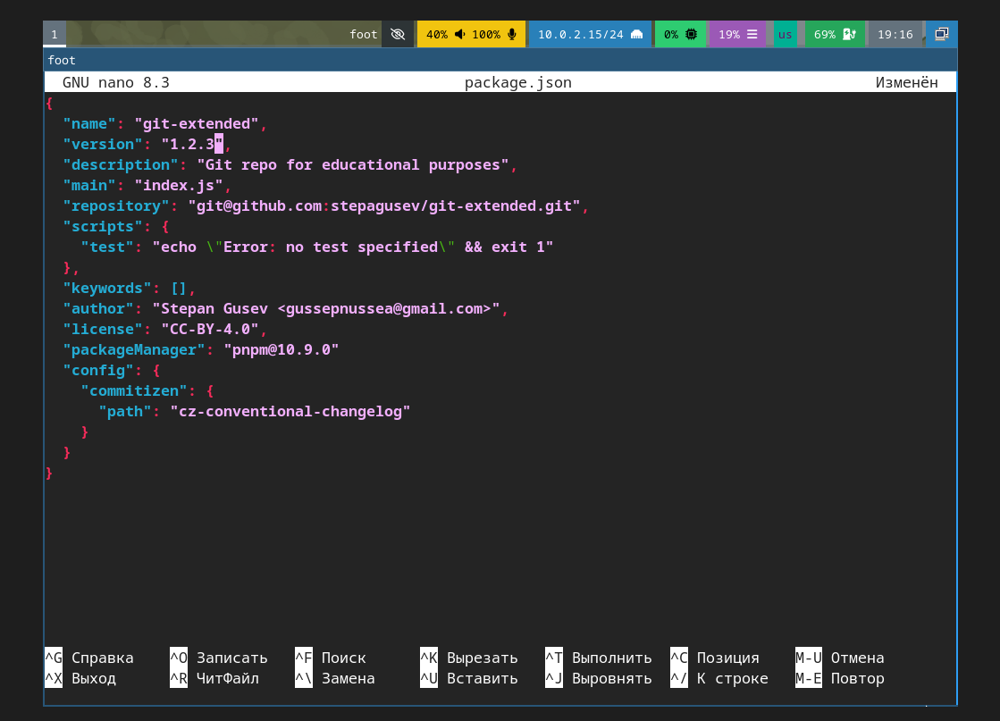 1 foot 40% 100% 10.0.2.15/24 0% 19% us 69% 19:16
foot
GNU nano 8.3 package.json Изменён
{
"name": "git-extended",
"version": "1.2.3",
"description": "Git repo for educational purposes",
"main": "index.js",
"repository": "git@github.com:stepagusev/git-extended.git",
"scripts": {
"test": "echo \"Error: no test specified\" && exit 1"
},
"keywords": [],
"author": "Stepan Gusev <gussepnussea@gmail.com>",
"license": "CC-BY-4.0",
"packageManager": "pnpm@10.9.0"
"config": {
"commitizen": {
"path": "cz-conventional-changelog"
}
}
}
^G Справка ^O Записать ^F Поиск ^K Вырезать ^T Выполнить ^C Позиция M-U Отмена
^X Выход ^R ЧитФайл ^\ Замена ^U Вставить ^J Выровнять ^/ К строке M-E Повтор